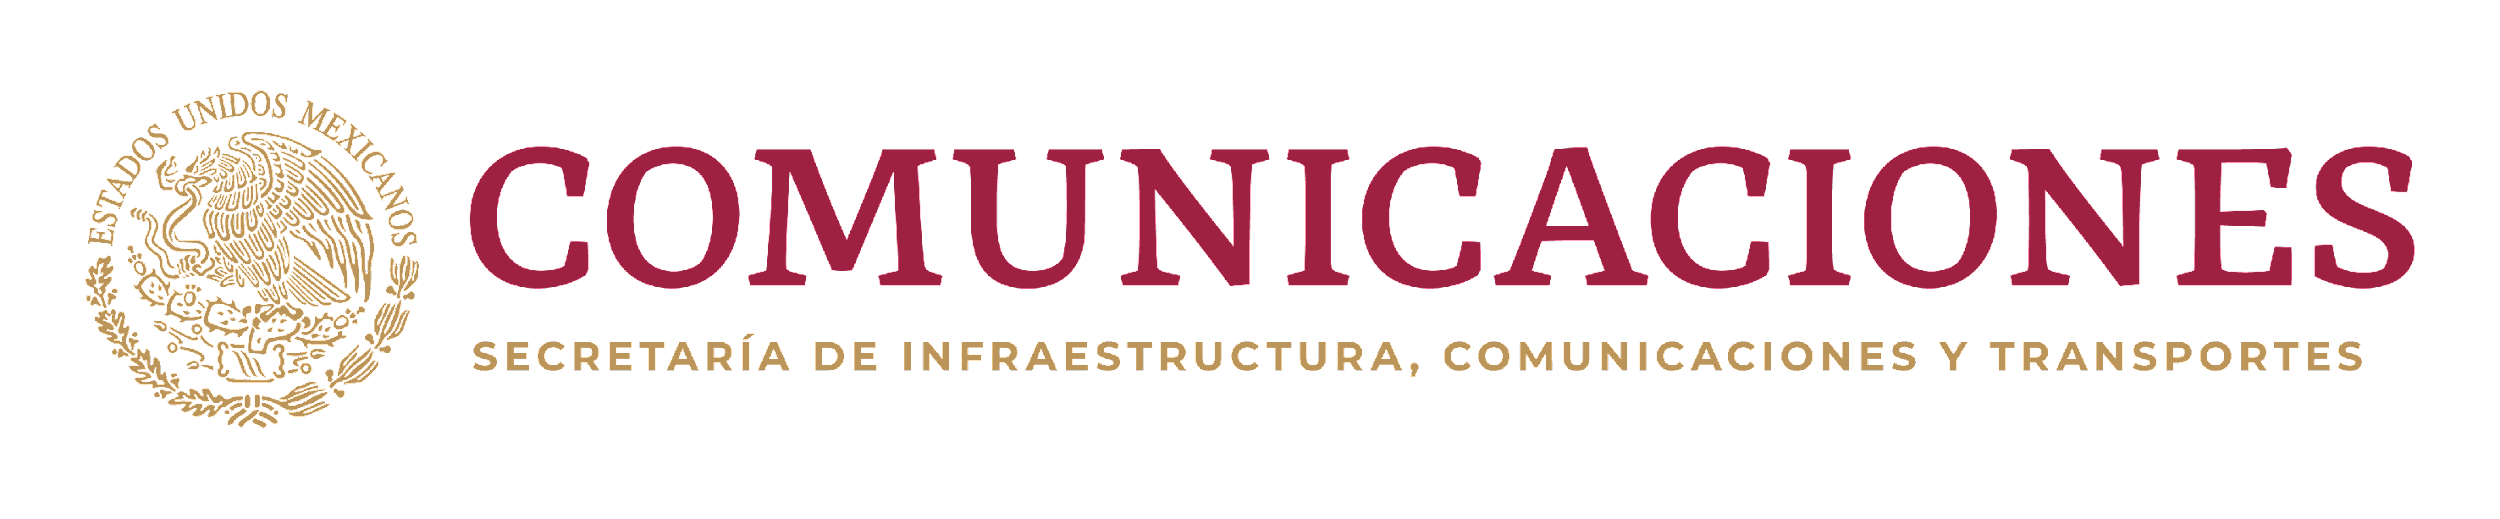 ESTADOS UNIDOS MEXICANOS
COMUNICACIONES
SECRETARÍA DE INFRAESTRUCTURA, COMUNICACIONES Y TRANSPORTES